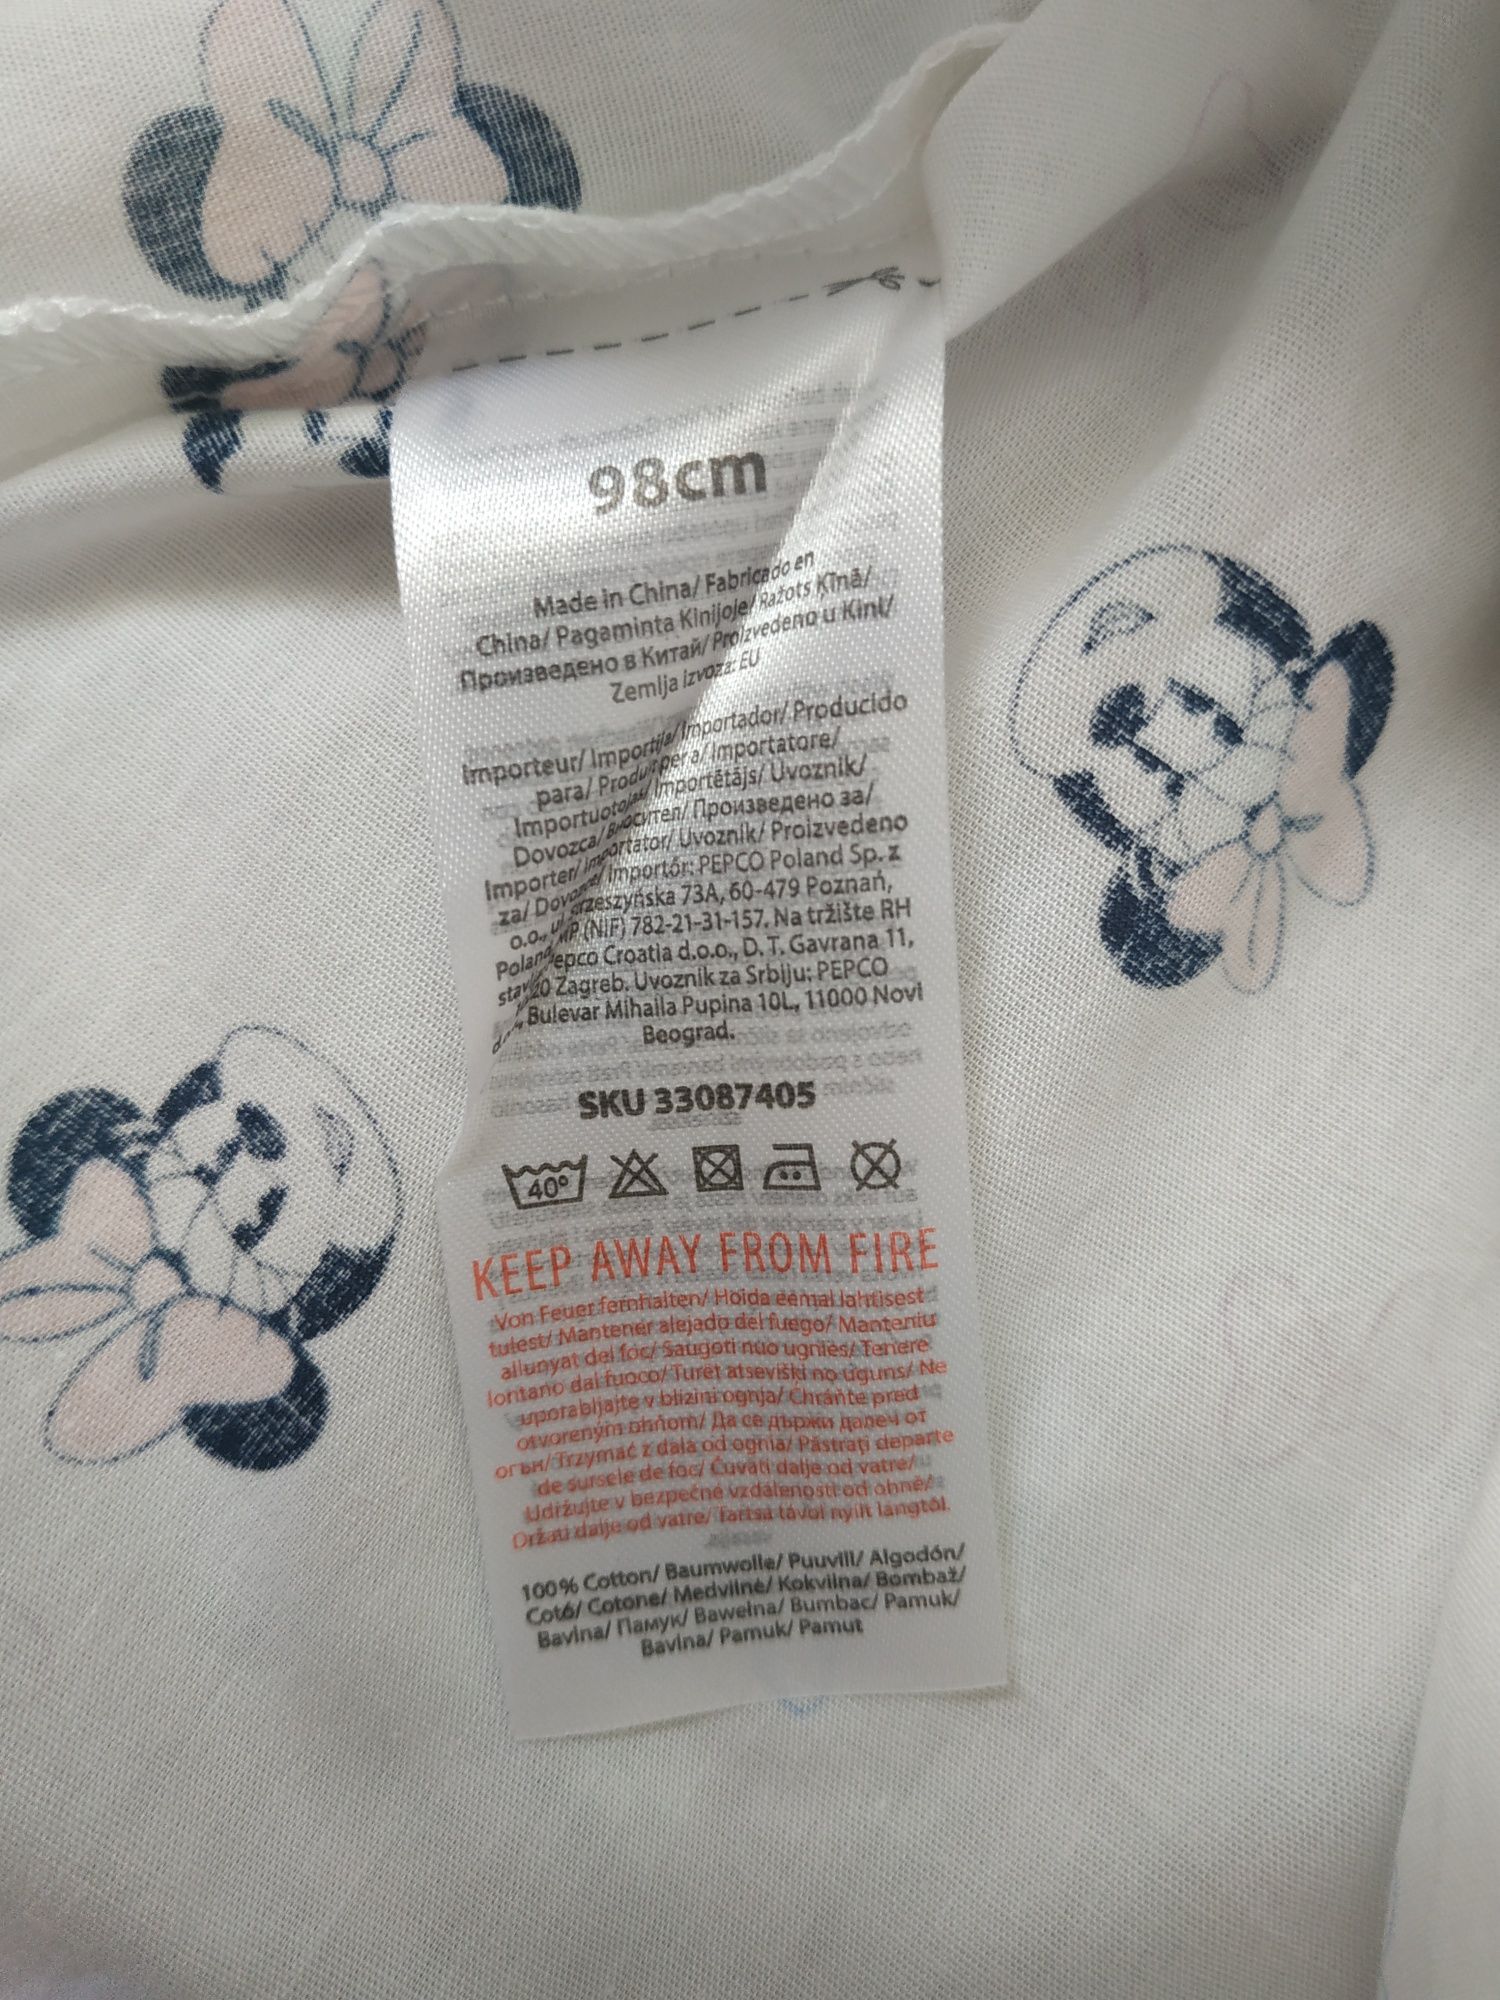 98cm
Made in China/ Fabricado en
China/ Pagaminta Kinijoje/ Ražots Ķīnā/
Произведено в Китай/ Proizvedeno u Kini/
Zemlja izvoza: EU
Importeur/ Importija/ Importador/ Producido
para/ Produit per a/ Importatore/
Importuotojas/ Importētājs/ Uvoznik/
Dovozca/ Вносител/ Произведено за/
Importer/ Importator/ Uvoznik/ Proizvedeno
za/ Dovozce/ Importőr: PEPCO Poland Sp. z
o.o., ul. Strzeszyńska 73A, 60-479 Poznań,
(NIF) 782-21-31-157. Na tržište RH
Pepco Croatia d.o.o., D. T. Gavrana 11,
Zagreb. Uvoznik za Srbiju: PEPCO
Bulevar Mihaila Pupina 10L, 11000 Novi
Beograd.
SKU 33087405
40°
KEEP AWAY FROM FIRE
Von Feuer fernhalten/ Hoida eemal lahtisest
tulest/ Mantener alejado del fuego/ Manteniu
allunyat del foc/ Saugoti nuo ugnies/ Tenere
lontano dal fuoco/ Turēt atsevišķi no uguns/ Ne
uporabljajte v bližini ognja/ Chráňte pred
otvoreným ohňom/ Да се държи далеч от
огън/ Trzymać z dala od ognia/ Păstraţi departe
de sursele de foc/ Čuvati dalje od vatre/
Udržujte v bezpečné vzdálenosti od ohně/
Držati dalje od vatre/ Tartsa távol nyílt lángtól.
100% Cotton/ Baumwolle/ Puuvill/ Algodón/
Cotó/ Cotone/ Medvilnė/ Kokvilna/ Bombaž/
Bavlna/ Памук/ Bawełna/ Bumbac/ Pamuk/
Bavlna/ Pamuk/ Pamut